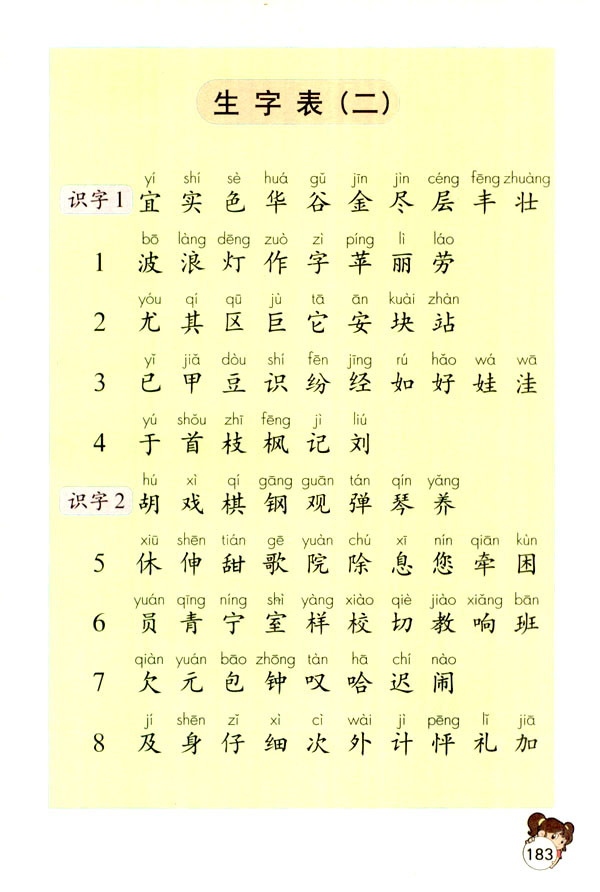 生字表(二)
yí shí sè huá gǔ jīn jìn céng fēng zhuàng
识字1 宜 实 色 华 谷 金 尽 层 丰 壮
bō làng dēng zuò zì píng lì láo
1 波 浪 灯 作 字 苹 丽 劳
yóu qí qū jù tā ān kuài zhàn
2 尤 其 区 巨 它 安 块 站
yǐ jiǎ dòu shí fēn jīng rú hǎo wá wā
3 已 甲 豆 识 纷 经 如 好 娃 洼
yú shǒu zhī fēng jì liú
4 于 首 枝 枫 记 刘
hú xì qí gāng guān tán qín yǎng
识字2 胡 戏 棋 钢 观 弹 琴 养
xiū shēn tián gē yuàn chú xī nín qiān kùn
5 休 伸 甜 歌 院 除 息 您 牵 困
yuán qīng níng shì yàng xiào qiè jiào xiǎng bān
6 员 青 宁 室 样 校 切 教 响 班
qiàn yuán bāo zhōng tàn hā chí nào
7 欠 元 包 钟 叹 哈 迟 闹
jí shēn zǐ xì cì wài jì pēng lǐ jiā
8 及 身 仔 细 次 外 计 怦 礼 加
183